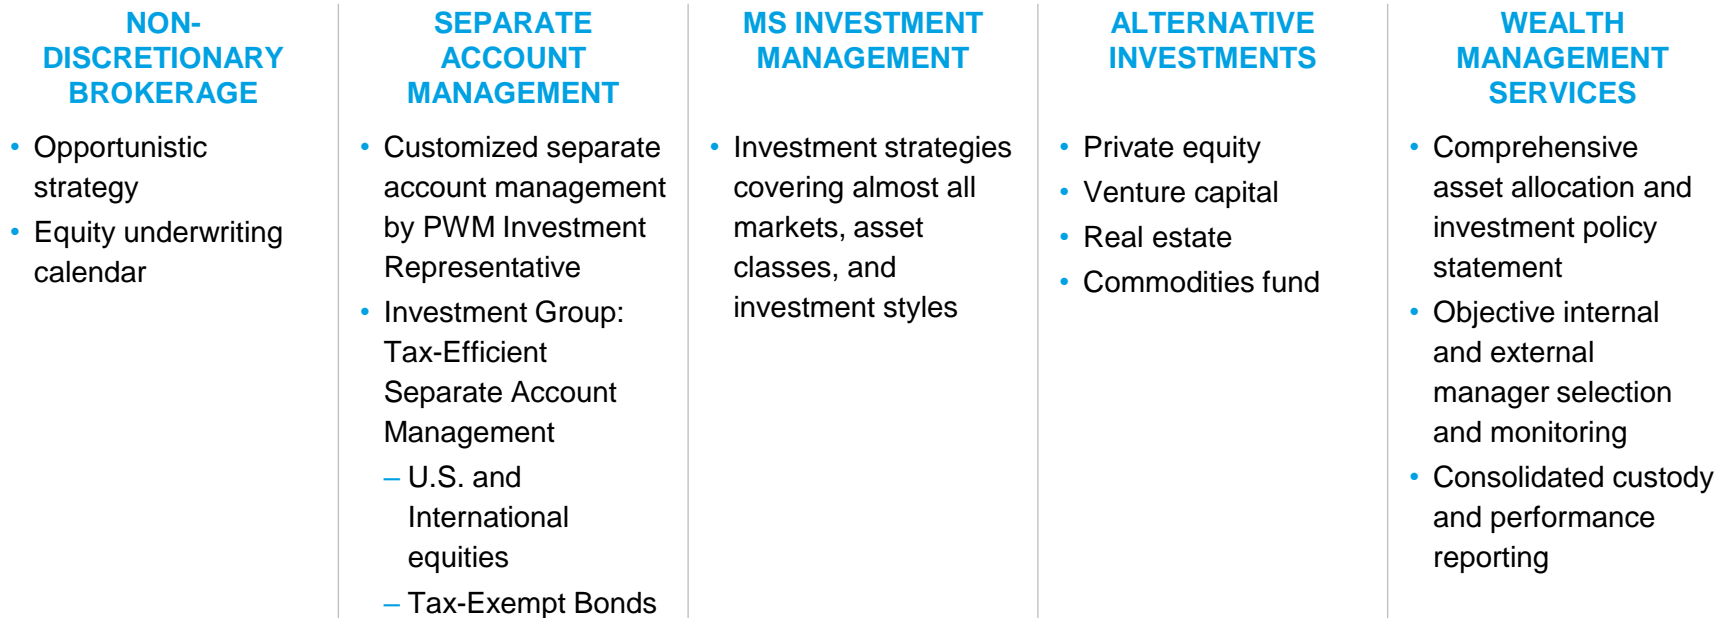 NON-
DISCRETIONARY
BROKERAGE
• Opportunistic
strategy
• Equity underwriting
calendar
SEPARATE
ACCOUNT
MANAGEMENT
• Customized separate
account management
by PWM Investment
Representative
• Investment Group:
Tax-Efficient
Separate Account
Management
– U.S. and
International
equities
– Tax-Exempt Bonds
MS INVESTMENT
MANAGEMENT
• Investment strategies
covering almost all
markets, asset
classes, and
investment styles
ALTERNATIVE
INVESTMENTS
• Private equity
• Venture capital
• Real estate
• Commodities fund
WEALTH
MANAGEMENT
SERVICES
• Comprehensive
asset allocation and
investment policy
statement
• Objective internal
and external
manager selection
and monitoring
• Consolidated custody
and performance
reporting